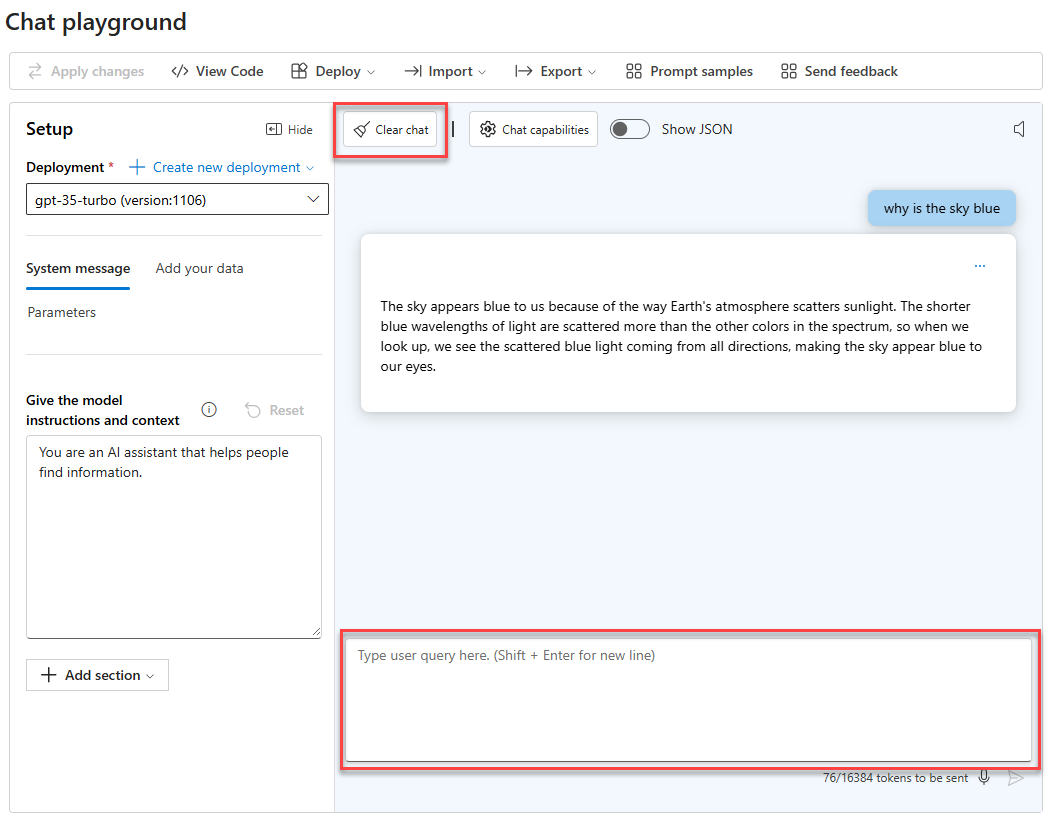 Chat playground
Apply changes
View Code
Deploy
Import
Export
Prompt samples
Send feedback
Setup
Hide
Deployment *
Create new deployment
gpt-35-turbo (version:1106)
System message
Add your data
Parameters
Give the model
instructions and context
Reset
You are an AI assistant that helps people
find information.
Add section
Clear chat
Chat capabilities
Show JSON
why is the sky blue
...
The sky appears blue to us because of the way Earth's atmosphere scatters sunlight. The shorter
blue wavelengths of light are scattered more than the other colors in the spectrum, so when we
look up, we see the scattered blue light coming from all directions, making the sky appear blue to
our eyes.
Type user query here. (Shift + Enter for new line)
76/16384 tokens to be sent